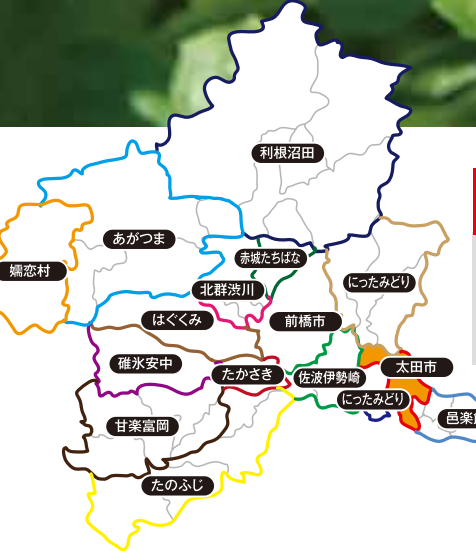 利根沼田
あがつま
赤城たちばな
嬬恋村
にったみどり
北群渋川
はぐくみ
前橋市
碓氷安中
たかさき
佐波伊勢崎
太田市
にったみどり
甘楽富岡
邑楽
たのふじ